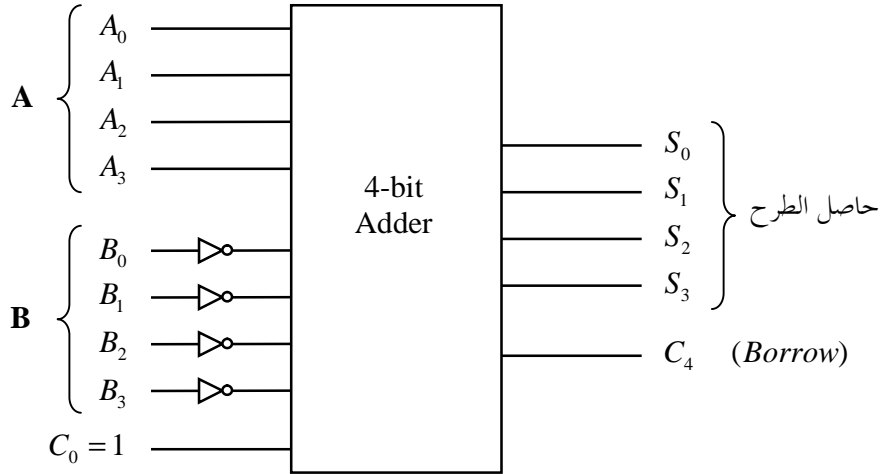 A₀
A₁
A
A₂
A₃
B₀
B₁
B
B₂
B₃
C₀ = 1
4-bit
Adder
S₀
S₁
حاصل الطرح
S₂
S₃
C₄ (Borrow)